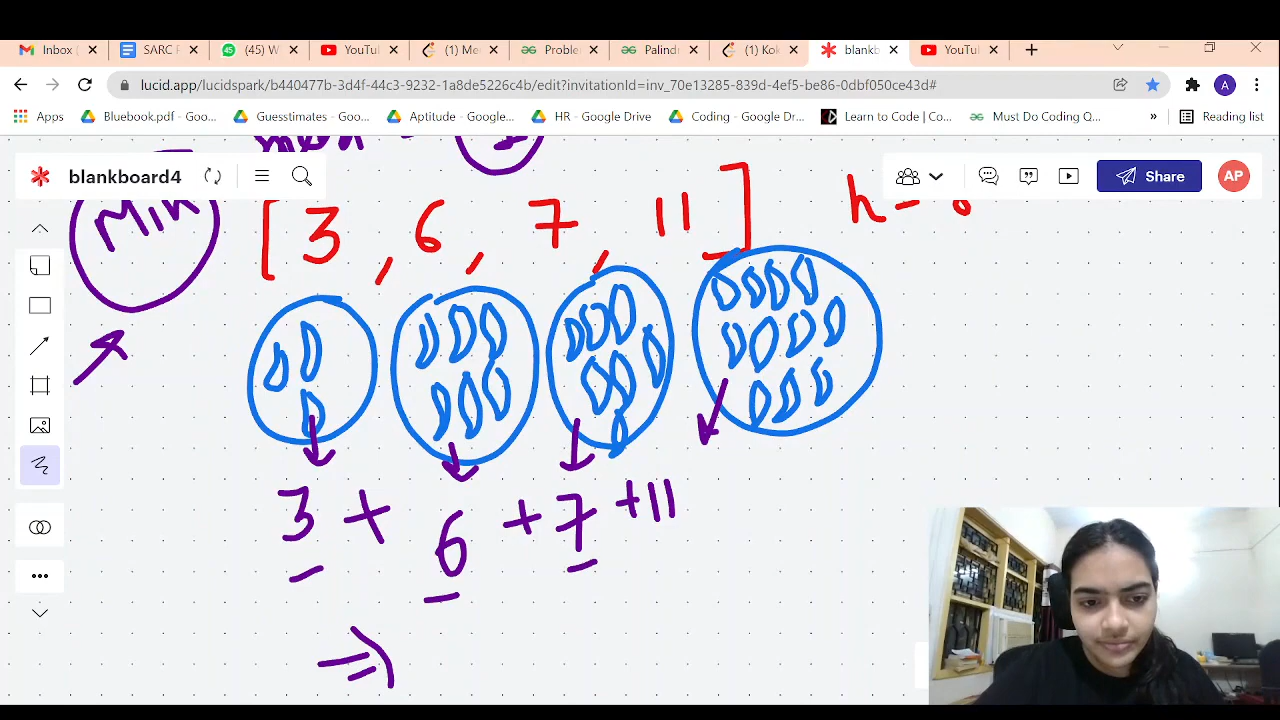 Inbox (
SARC F
(45) W
YouTu
(1) Me
Proble
Palind
(1) Kok
blankb
YouTu
lucid.app/lucidspark/b440477b-3d4f-44c3-9232-1a8de5226c4b/edit?invitationId=inv_70e13285-839d-4ef5-be86-0dbf050ce43d#
A
Apps
Bluebook.pdf - Goo...
Guesstimates - Goo...
Aptitude - Google...
HR - Google Drive
Coding - Google Dr...
Learn to Code | Co...
Must Do Coding Q...
»
Reading list
blankboard4
Share
AP
Min
[ 3 , 6 , 7 , 11 ]
3 + 6 + 7 + 11
⇒